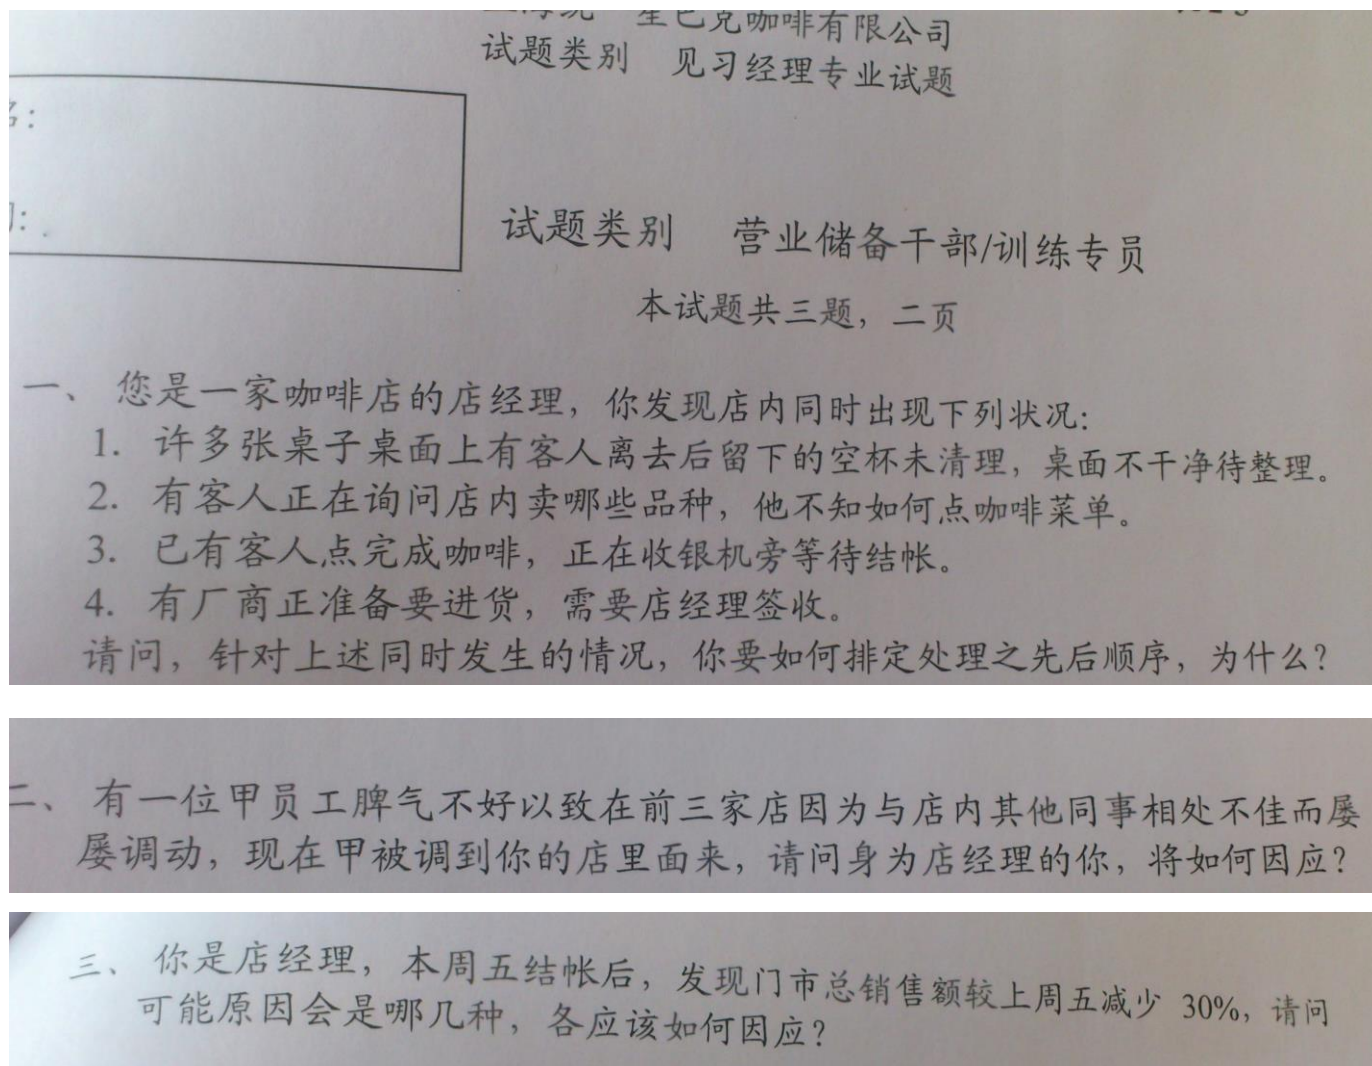 星巴克咖啡有限公司
试题类别 见习经理专业试题
试题类别 营业储备干部/训练专员
本试题共三题，二页
一、 您是一家咖啡店的店经理，你发现店内同时出现下列状况：
1. 许多张桌子桌面上有客人离去后留下的空杯未清理，桌面不干净待整理。
2. 有客人正在询问店内卖哪些品种，他不知如何点咖啡菜单。
3. 已有客人点完成咖啡，正在收银机旁等待结帐。
4. 有厂商正准备要进货，需要店经理签收。
请问，针对上述同时发生的情况，你要如何排定处理之先后顺序，为什么？
二、 有一位甲员工脾气不好以致在前三家店因为与店内其他同事相处不佳而屡
屡调动，现在甲被调到你的店里面来，请问身为店经理的你，将如何因应？
三、 你是店经理，本周五结帐后，发现门市总销售额较上周五减少 30%，请问
可能原因会是哪几种，各应该如何因应？